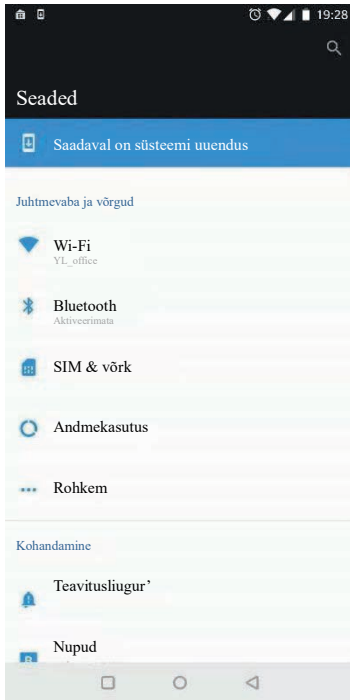 19:28
Seaded
Saadaval on süsteemi uuendus
Juhtmevaba ja võrgud
Wi-Fi
YL_office
Bluetooth
Aktiveerimata
SIM & võrk
Andmekasutus
Rohkem
Kohandamine
Teavitusliugur’
Nupud